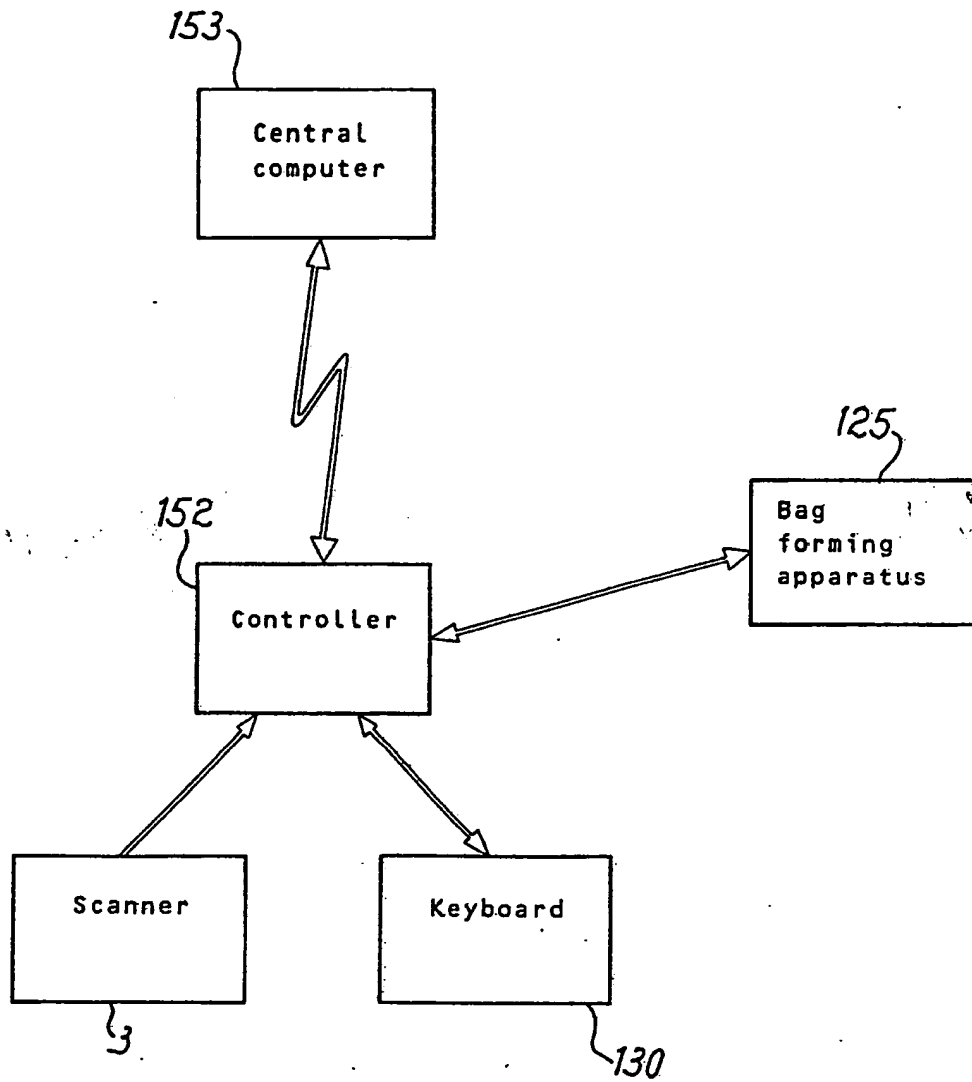 153
Central
computer
125
Bag
forming
apparatus
152
Controller
Scanner
Keyboard
3
130